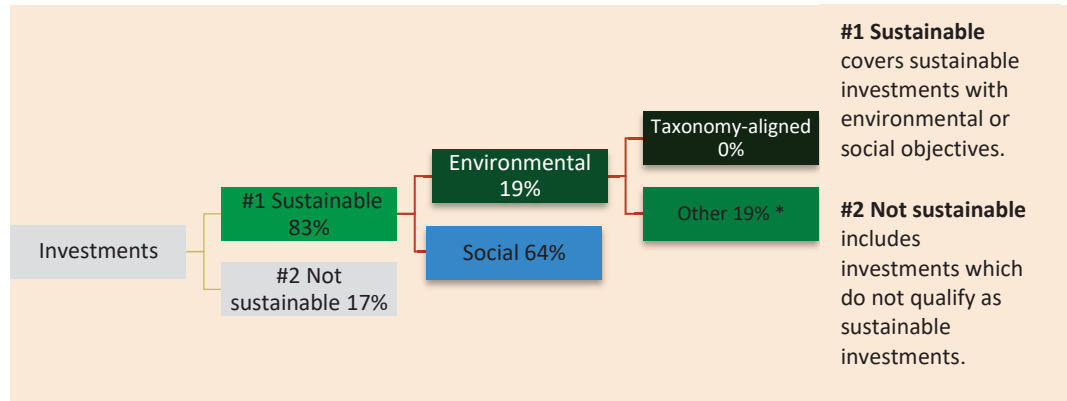 Investments
#1 Sustainable
83%
#2 Not
sustainable 17%
Environmental
19%
Social 64%
Taxonomy-aligned
0%
Other 19% *
#1 Sustainable
covers sustainable
investments with
environmental or
social objectives.
#2 Not sustainable
includes
investments which
do not qualify as
sustainable
investments.